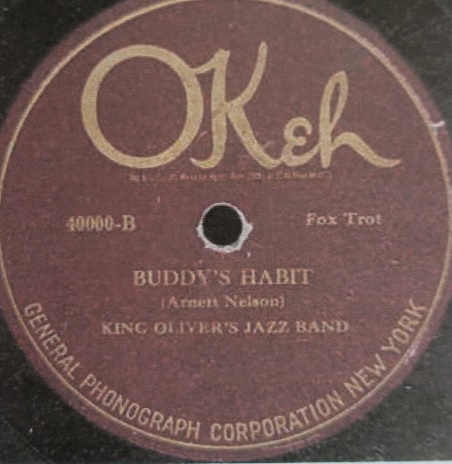 OKeh
40000-B
Fox Trot
BUDDY'S HABIT
(Arnett Nelson)
KING OLIVER'S JAZZ BAND
GENERAL PHONOGRAPH CORPORATION NEW YORK